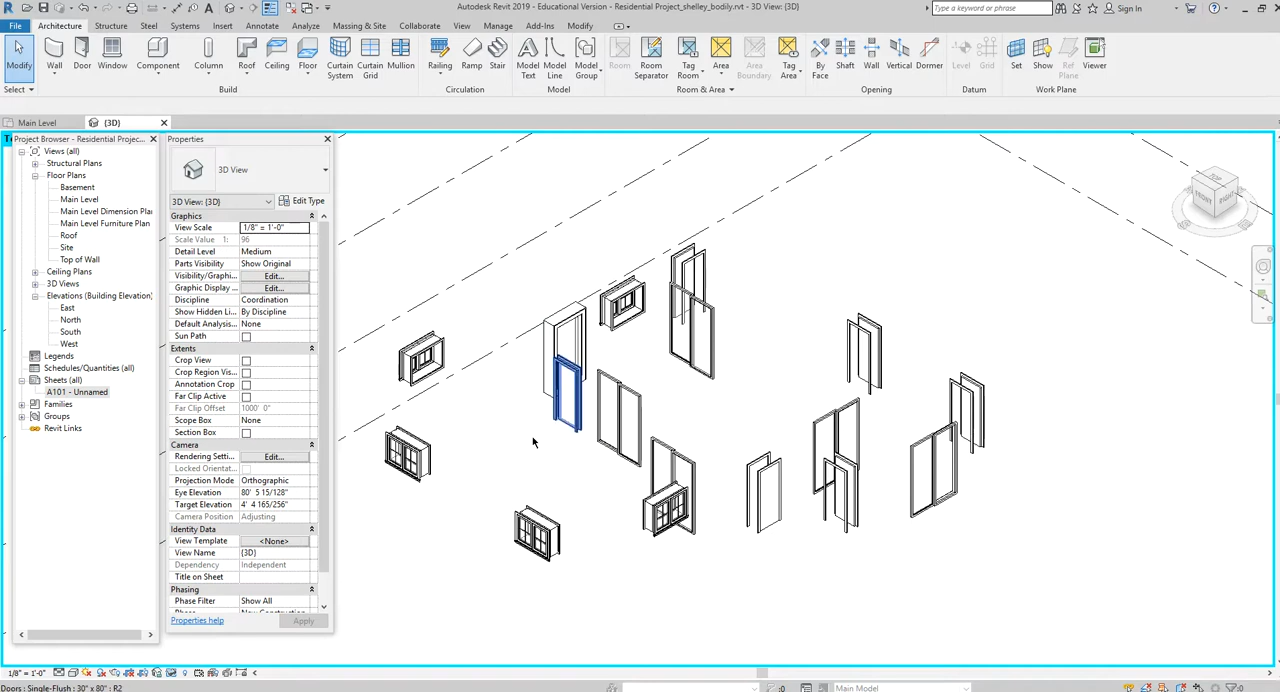 Autodesk Revit 2019 - Educational Version - Residential Project_shelley_bodily.rvt - 3D View: {3D}
Type a keyword or phrase
Sign In
File Architecture Structure Steel Systems Insert Annotate Analyze Massing & Site Collaborate View Manage Add-Ins Modify
Modify Wall Door Window Component Column Roof Ceiling Floor Curtain System Curtain Grid Mullion Railing Ramp Stair Model Text Model Line Model Group Room Room Separator Tag Room Area Area Boundary Tag Area By Face Shaft Wall Vertical Dormer Level Grid Set Show Ref Plane Viewer
Select Build Circulation Model Room & Area Opening Datum Work Plane
Main Level {3D}
Project Browser - Residential Projec...
Views (all)
Structural Plans
Floor Plans
Basement
Main Level
Main Level Dimension Pla
Main Level Furniture Plan
Roof
Site
Top of Wall
Ceiling Plans
3D Views
Elevations (Building Elevation)
East
North
South
West
Legends
Schedules/Quantities (all)
Sheets (all)
A101 - Unnamed
Families
Groups
Revit Links
Properties
3D View
3D View: {3D} Edit Type
Graphics
View Scale 1/8" = 1'-0"
Scale Value 1: 96
Detail Level Medium
Parts Visibility Show Original
Visibility/Graphi... Edit...
Graphic Display ... Edit...
Discipline Coordination
Show Hidden Li... By Discipline
Default Analysis... None
Sun Path
Extents
Crop View
Crop Region Vis...
Annotation Crop
Far Clip Active
Far Clip Offset 1000' 0"
Scope Box None
Section Box
Camera
Rendering Setti... Edit...
Locked Orientat...
Projection Mode Orthographic
Eye Elevation 80' 5 15/128"
Target Elevation 4' 4 165/256"
Camera Position Adjusting
Identity Data
View Template <None>
View Name {3D}
Dependency Independent
Title on Sheet
Phasing
Phase Filter Show All
Phase New Construction
Properties help Apply
TOP
FRONT RIGHT
1/8" = 1'-0"
Doors : Single-Flush : 30" x 80" : R2
:0 Main Model :0